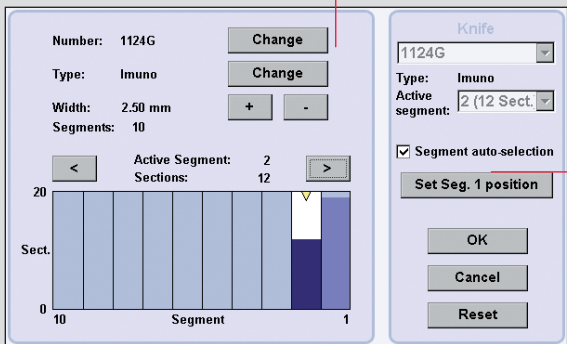 Number: 1124G Change
Type: Imuno Change
Width: 2.50 mm + -
Segments: 10
< Active Segment: 2 >
Sections: 12
20
Sect.
0
10 Segment 1
Knife
1124G
Type: Imuno
Active segment: 2 (12 Sect.
Segment auto-selection
Set Seg. 1 position
OK
Cancel
Reset